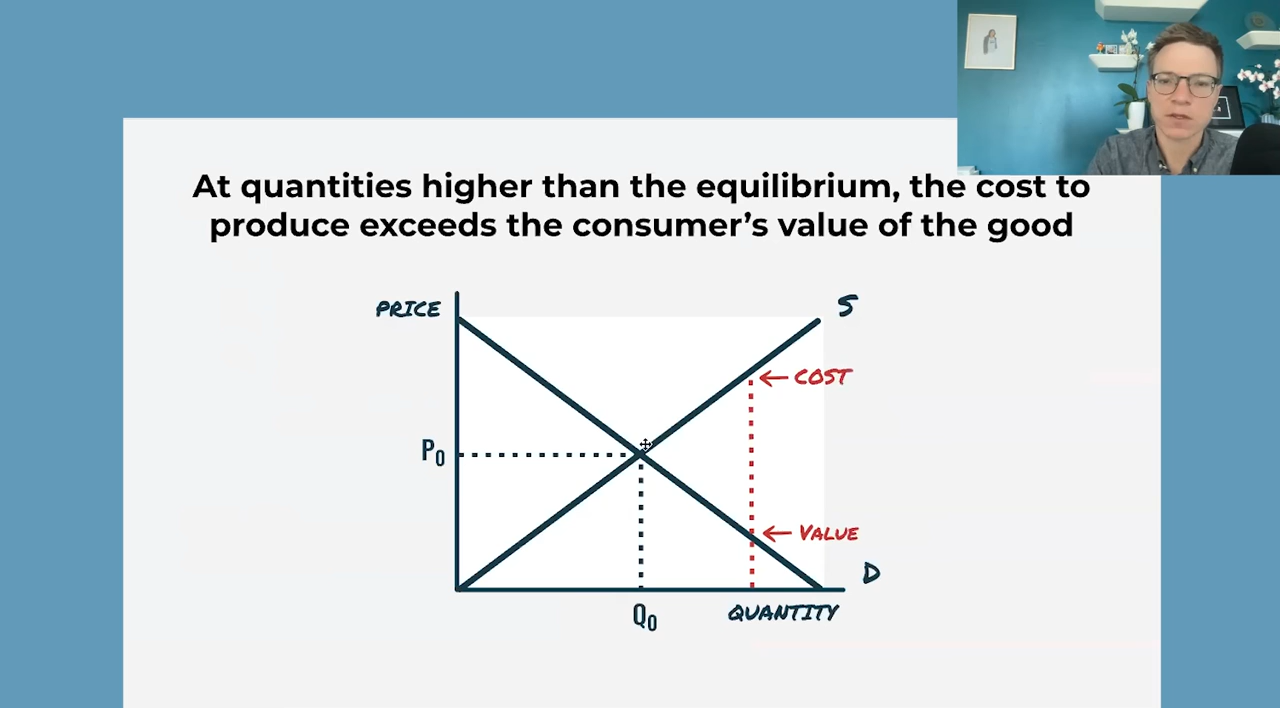 At quantities higher than the equilibrium, the cost to
produce exceeds the consumer's value of the good
PRICE
S
← COST
P₀
← VALUE
D
Q₀
QUANTITY